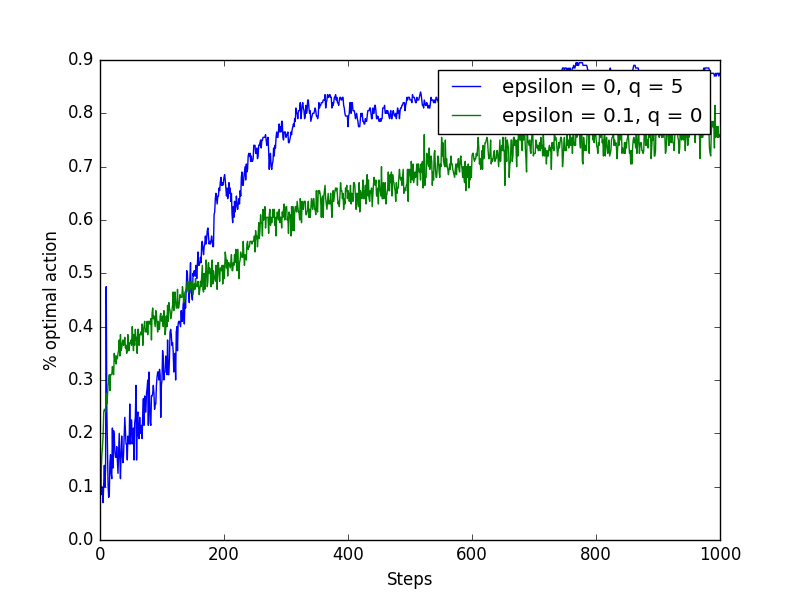 0.9
0.8
0.7
0.6
0.5
0.4
0.3
0.2
0.1
0.0
% optimal action
epsilon = 0, q = 5
epsilon = 0.1, q = 0
0 200 400 600 800 1000
Steps